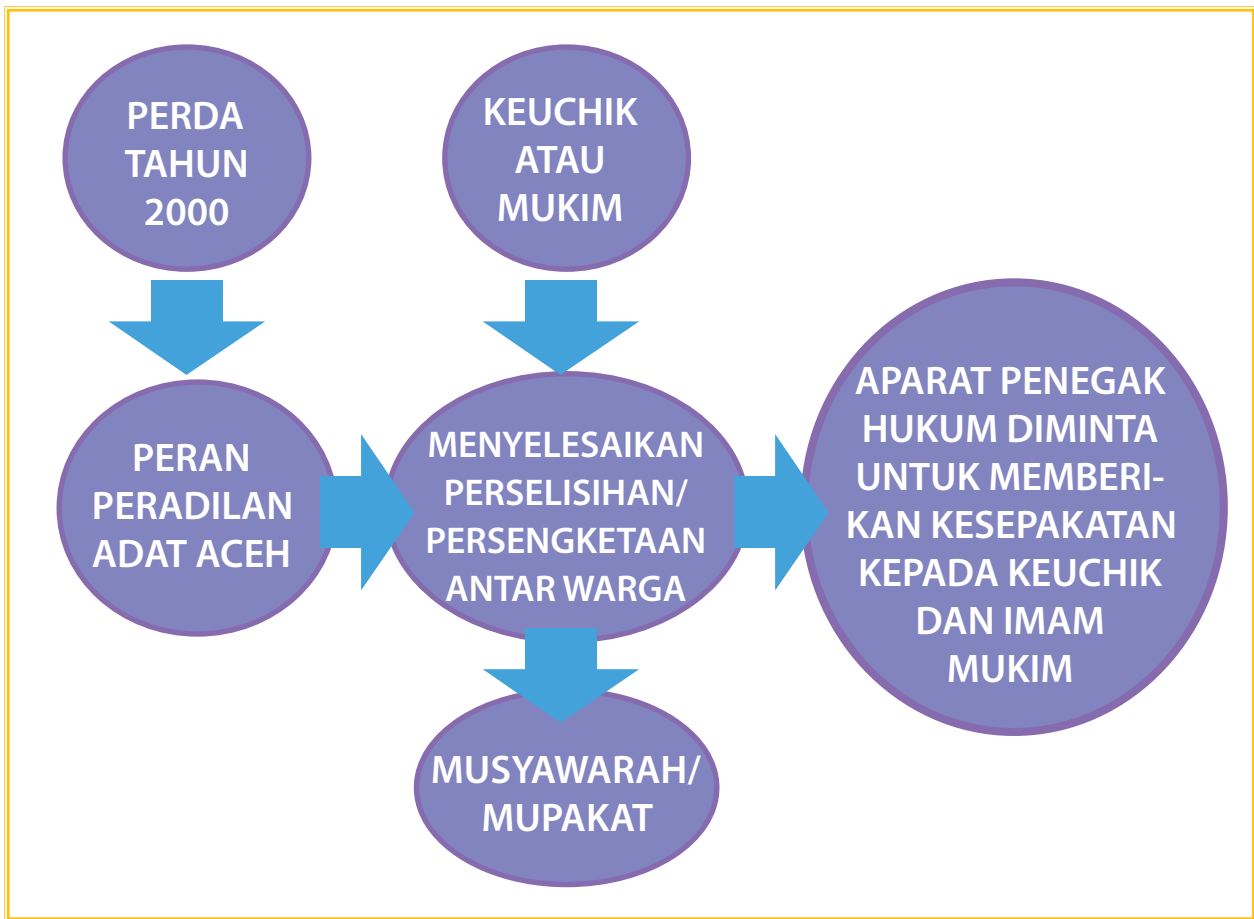 PERDA
TAHUN
2000
KEUCHIK
ATAU
MUKIM
PERAN
PERADILAN
ADAT ACEH
MENYELESAIKAN
PERSELISIHAN/
PERSENGKETAAN
ANTAR WARGA
APARAT PENEGAK
HUKUM DIMINTA
UNTUK MEMBERI-
KAN KESEPAKATAN
KEPADA KEUCHIK
DAN IMAM
MUKIM
MUSYAWARAH/
MUPAKAT